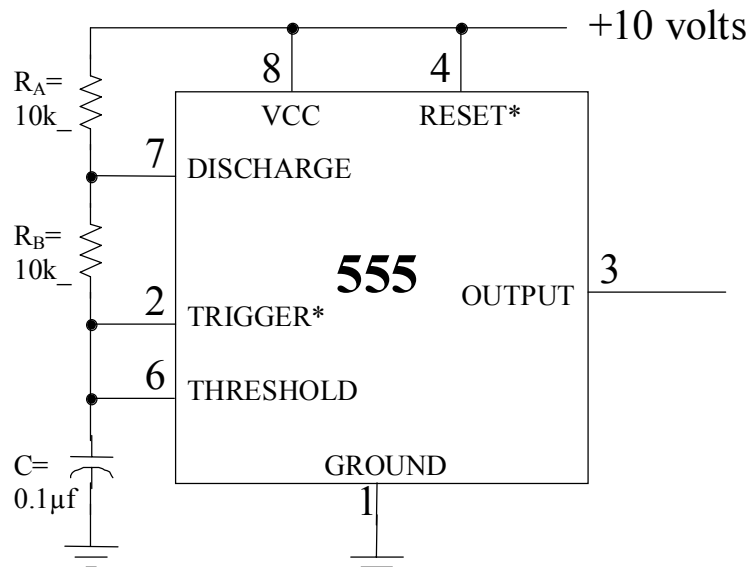 +10 volts
8
4
R_A=
10k_
VCC
RESET*
7
DISCHARGE
R_B=
10k_
555
3
OUTPUT
2
TRIGGER*
6
THRESHOLD
C=
0.1µf
GROUND
1